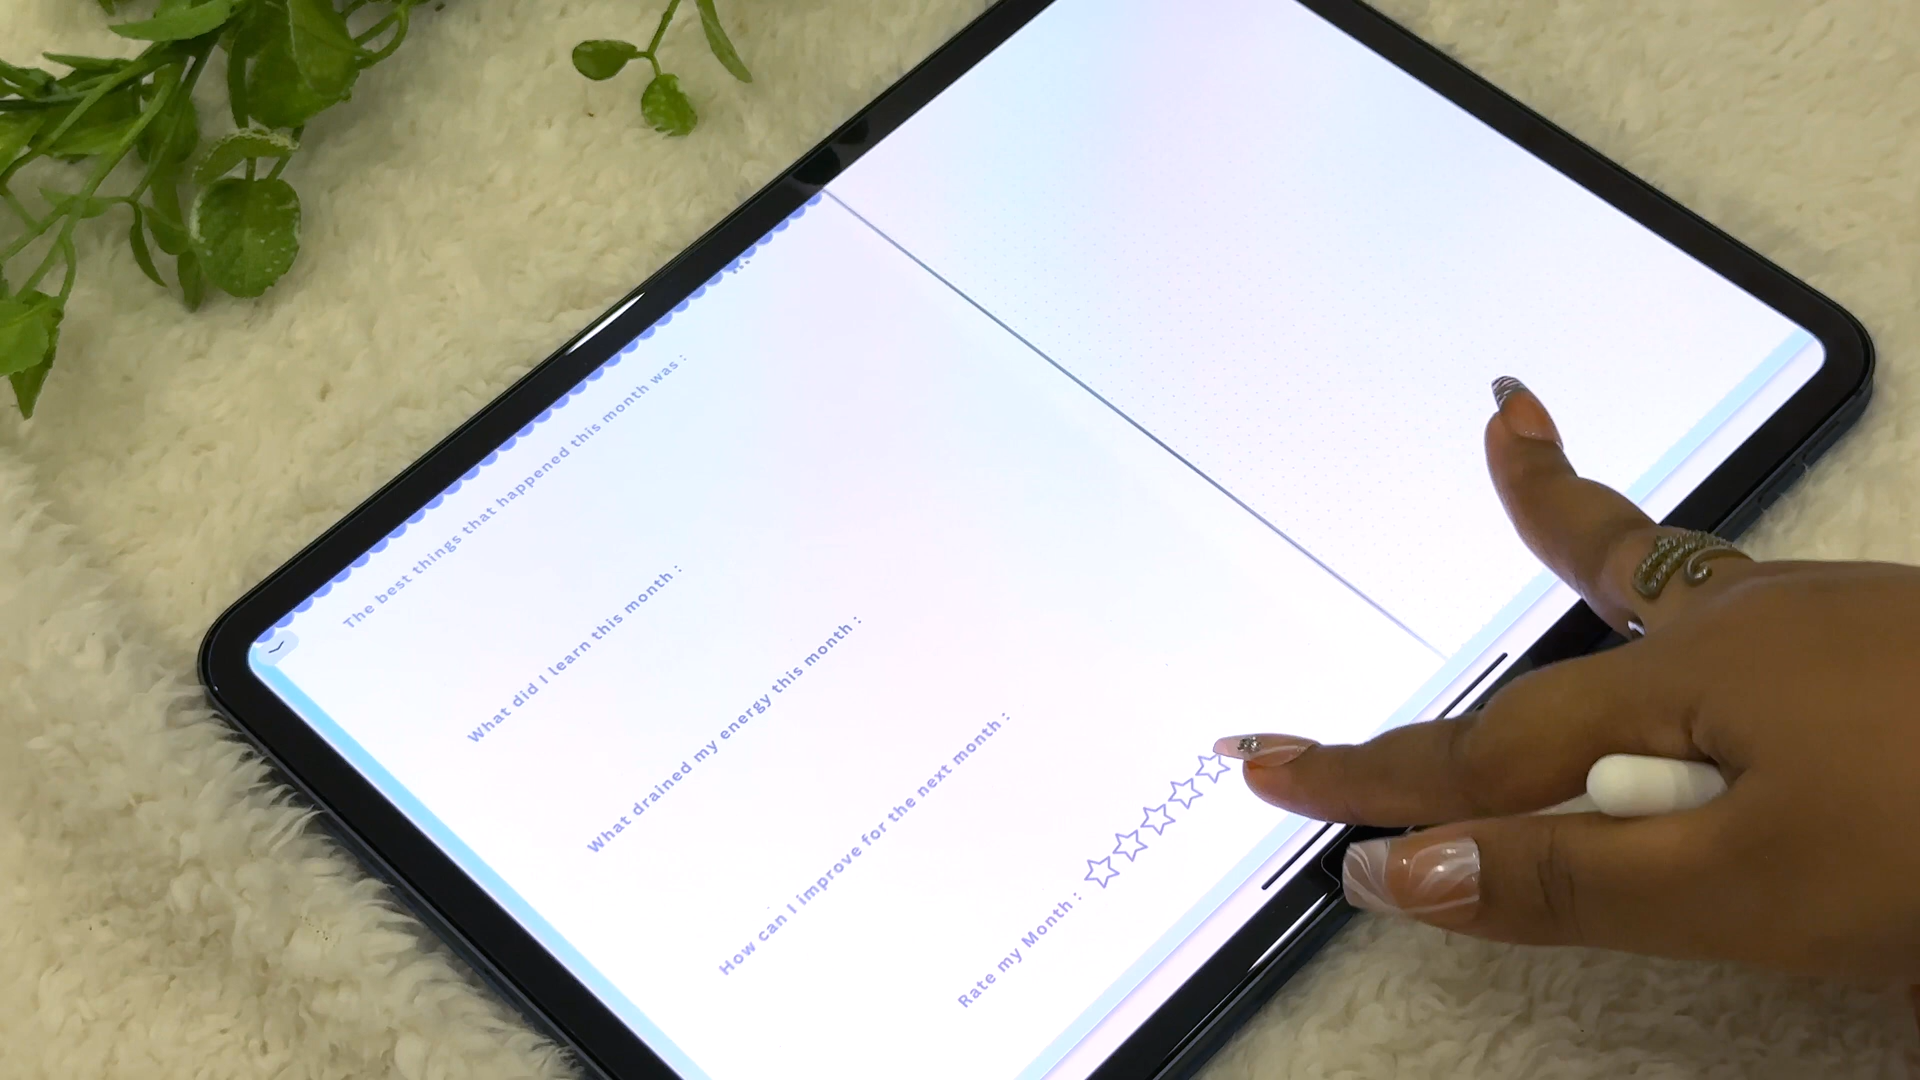 The best things that happened this month was :
What did I learn this month :
What drained my energy this month :
How can I improve for the next month :
Rate my Month :